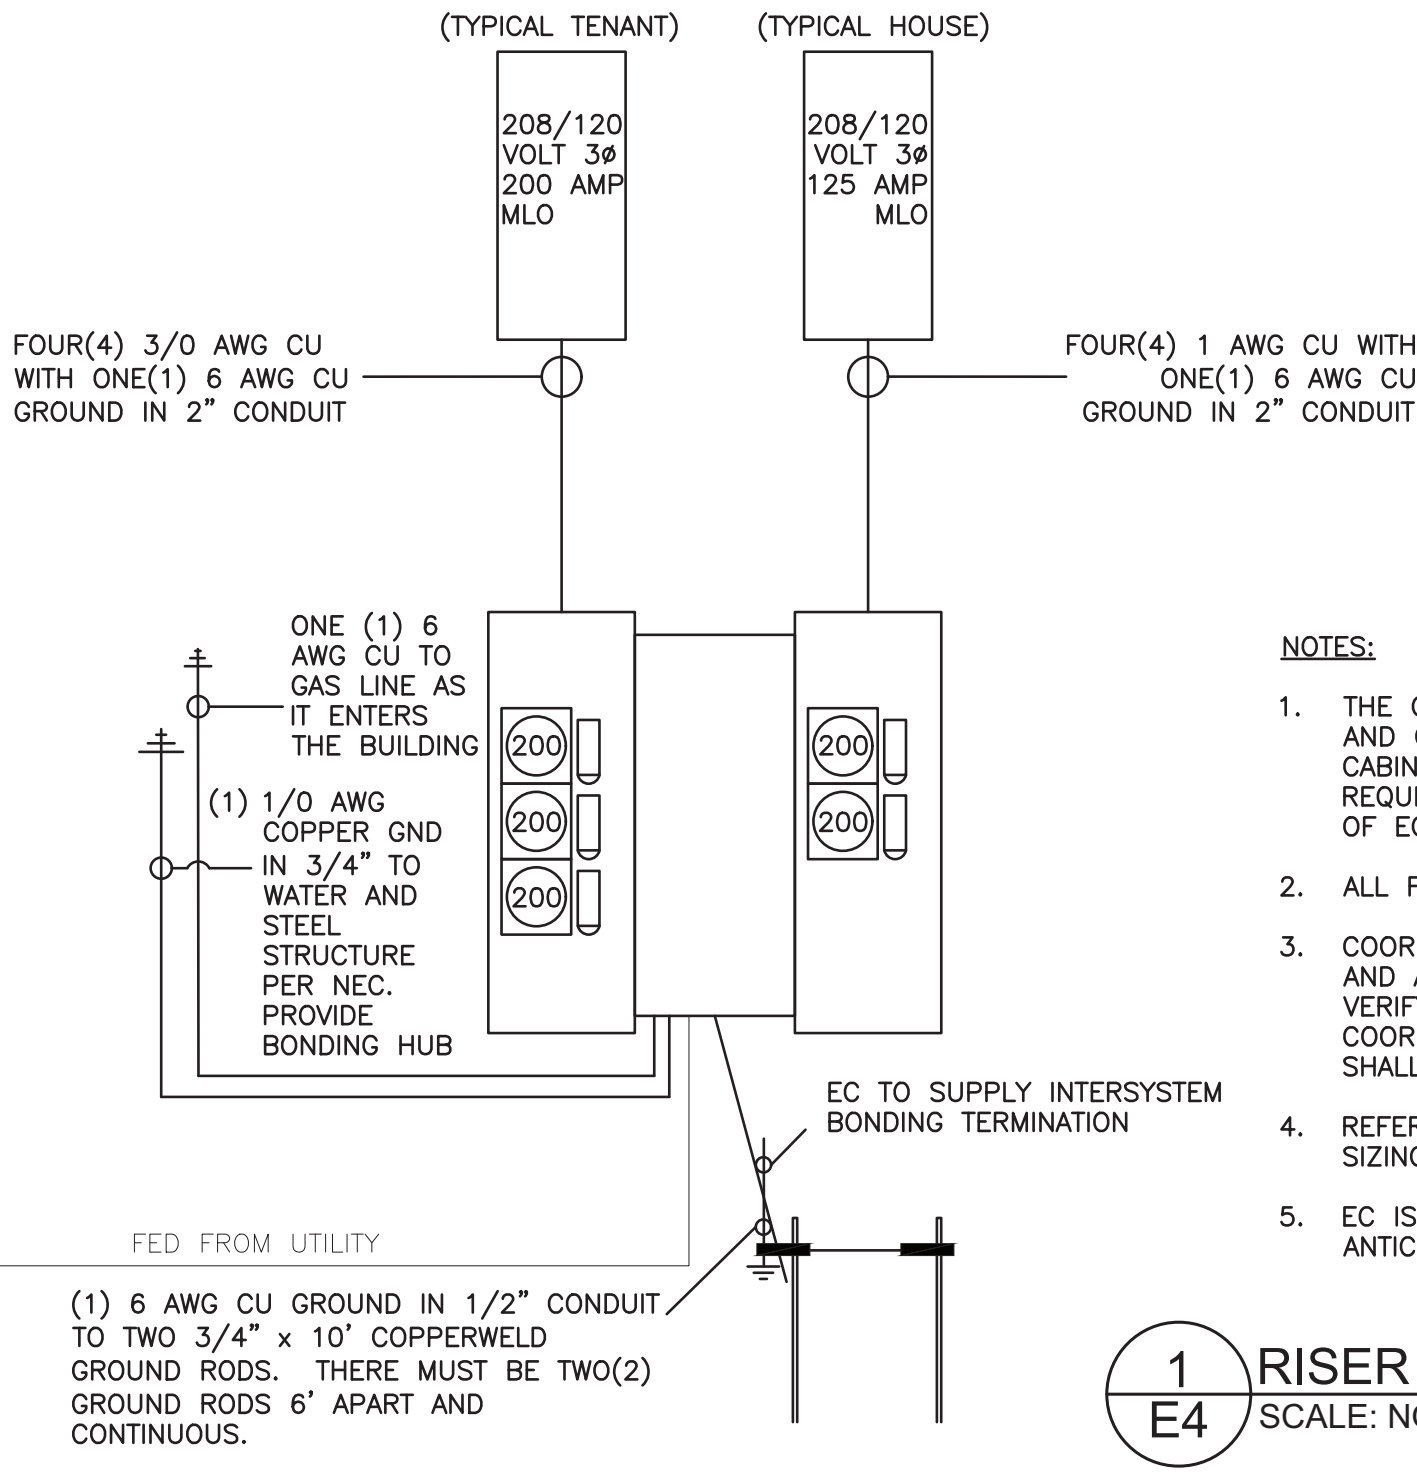 (TYPICAL TENANT)
(TYPICAL HOUSE)
208/120
VOLT 3ø
200 AMP
MLO
208/120
VOLT 3ø
125 AMP
MLO
FOUR(4) 3/0 AWG CU
WITH ONE(1) 6 AWG CU
GROUND IN 2" CONDUIT
FOUR(4) 1 AWG CU WITH
ONE(1) 6 AWG CU
GROUND IN 2" CONDUIT
ONE (1) 6
AWG CU TO
GAS LINE AS
IT ENTERS
THE BUILDING
(1) 1/0 AWG
COPPER GND
IN 3/4" TO
WATER AND
STEEL
STRUCTURE
PER NEC.
PROVIDE
BONDING HUB
200
200
200
200
200
NOTES:
1. THE
AND
CABIN
REQU
OF
2. ALL F
3. COOR
AND
VERIF
COOR
SHALL
4. REFER
SIZIN
5. EC IS
ANTIC
EC TO SUPPLY INTERSYSTEM
BONDING TERMINATION
FED FROM UTILITY
(1) 6 AWG CU GROUND IN 1/2" CONDUIT
TO TWO 3/4" x 10' COPPERWELD
GROUND RODS. THERE MUST BE TWO(2)
GROUND RODS 6' APART AND
CONTINUOUS.
1
E4
RISER
SCALE: N